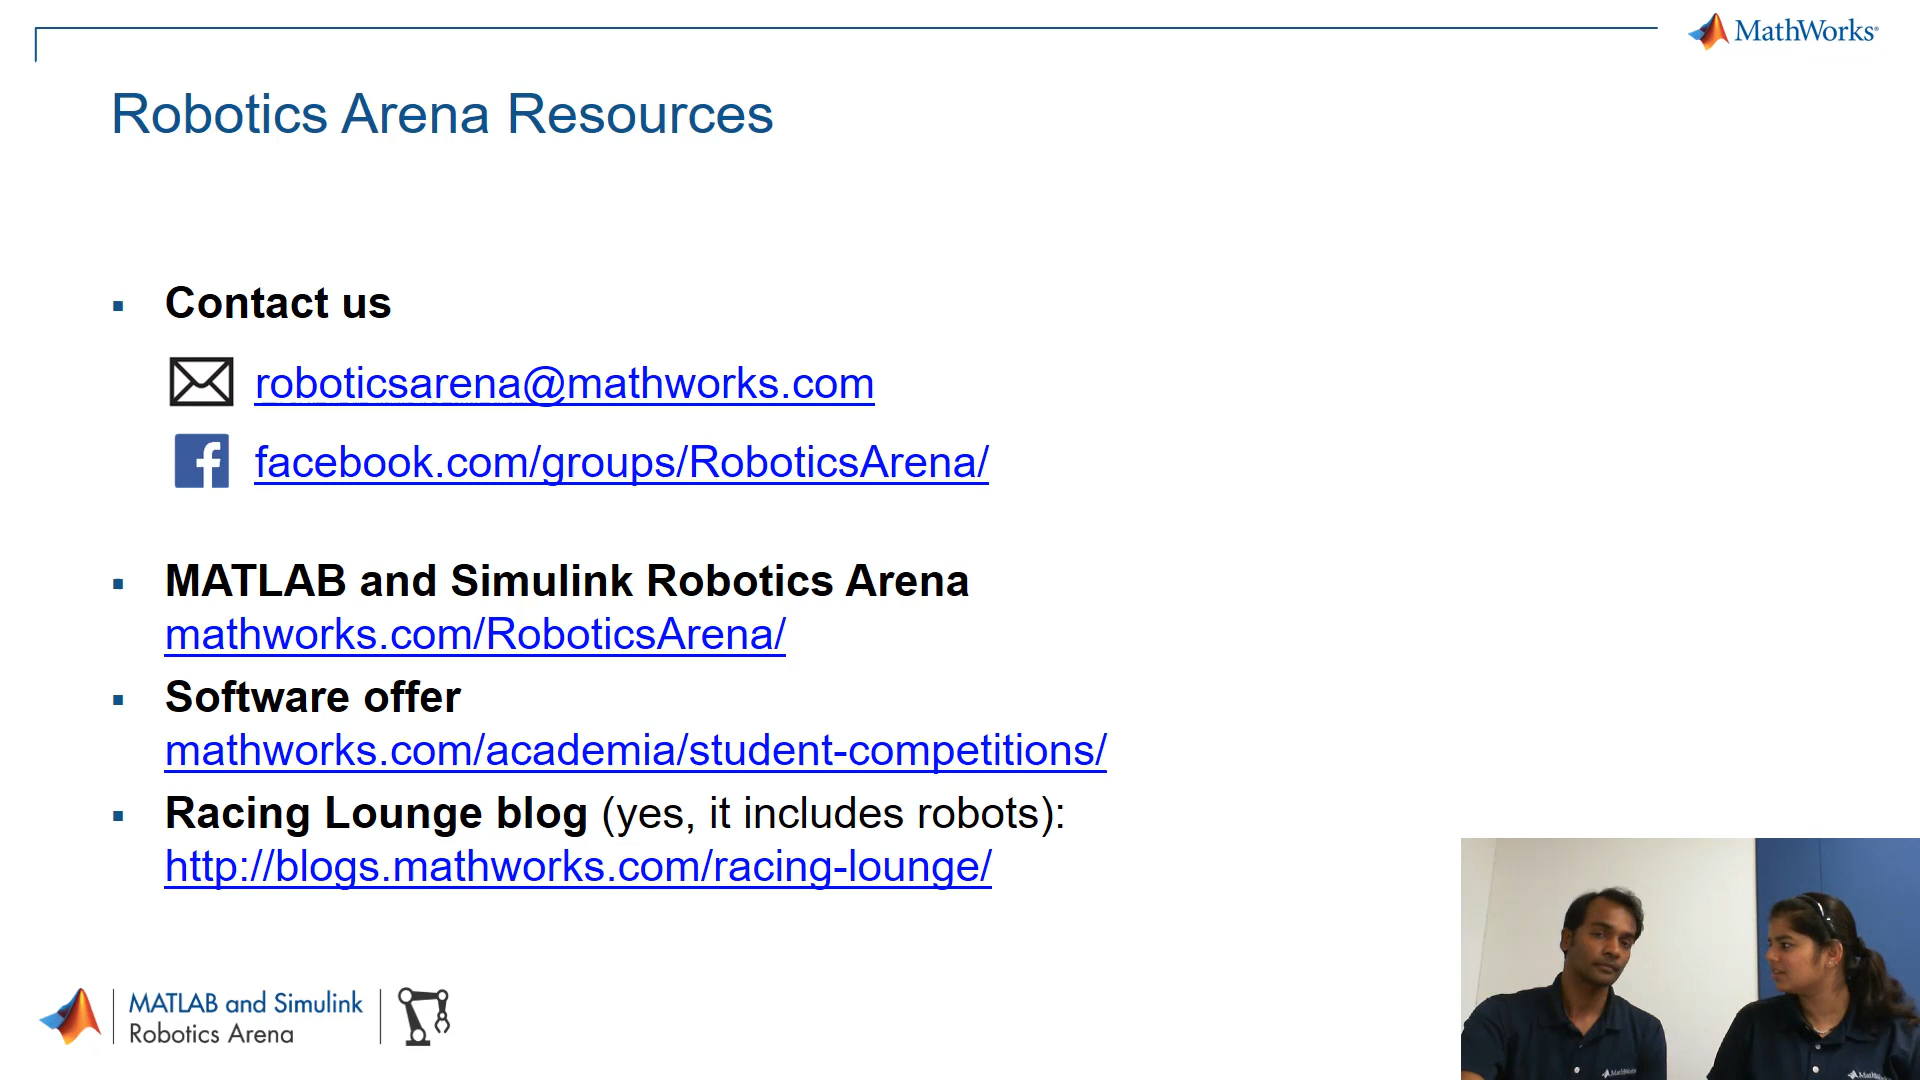 MathWorks®
Robotics Arena Resources
Contact us
roboticsarena@mathworks.com
facebook.com/groups/RoboticsArena/
MATLAB and Simulink Robotics Arena
mathworks.com/RoboticsArena/
Software offer
mathworks.com/academia/student-competitions/
Racing Lounge blog (yes, it includes robots):
http://blogs.mathworks.com/racing-lounge/
MATLAB and Simulink
Robotics Arena